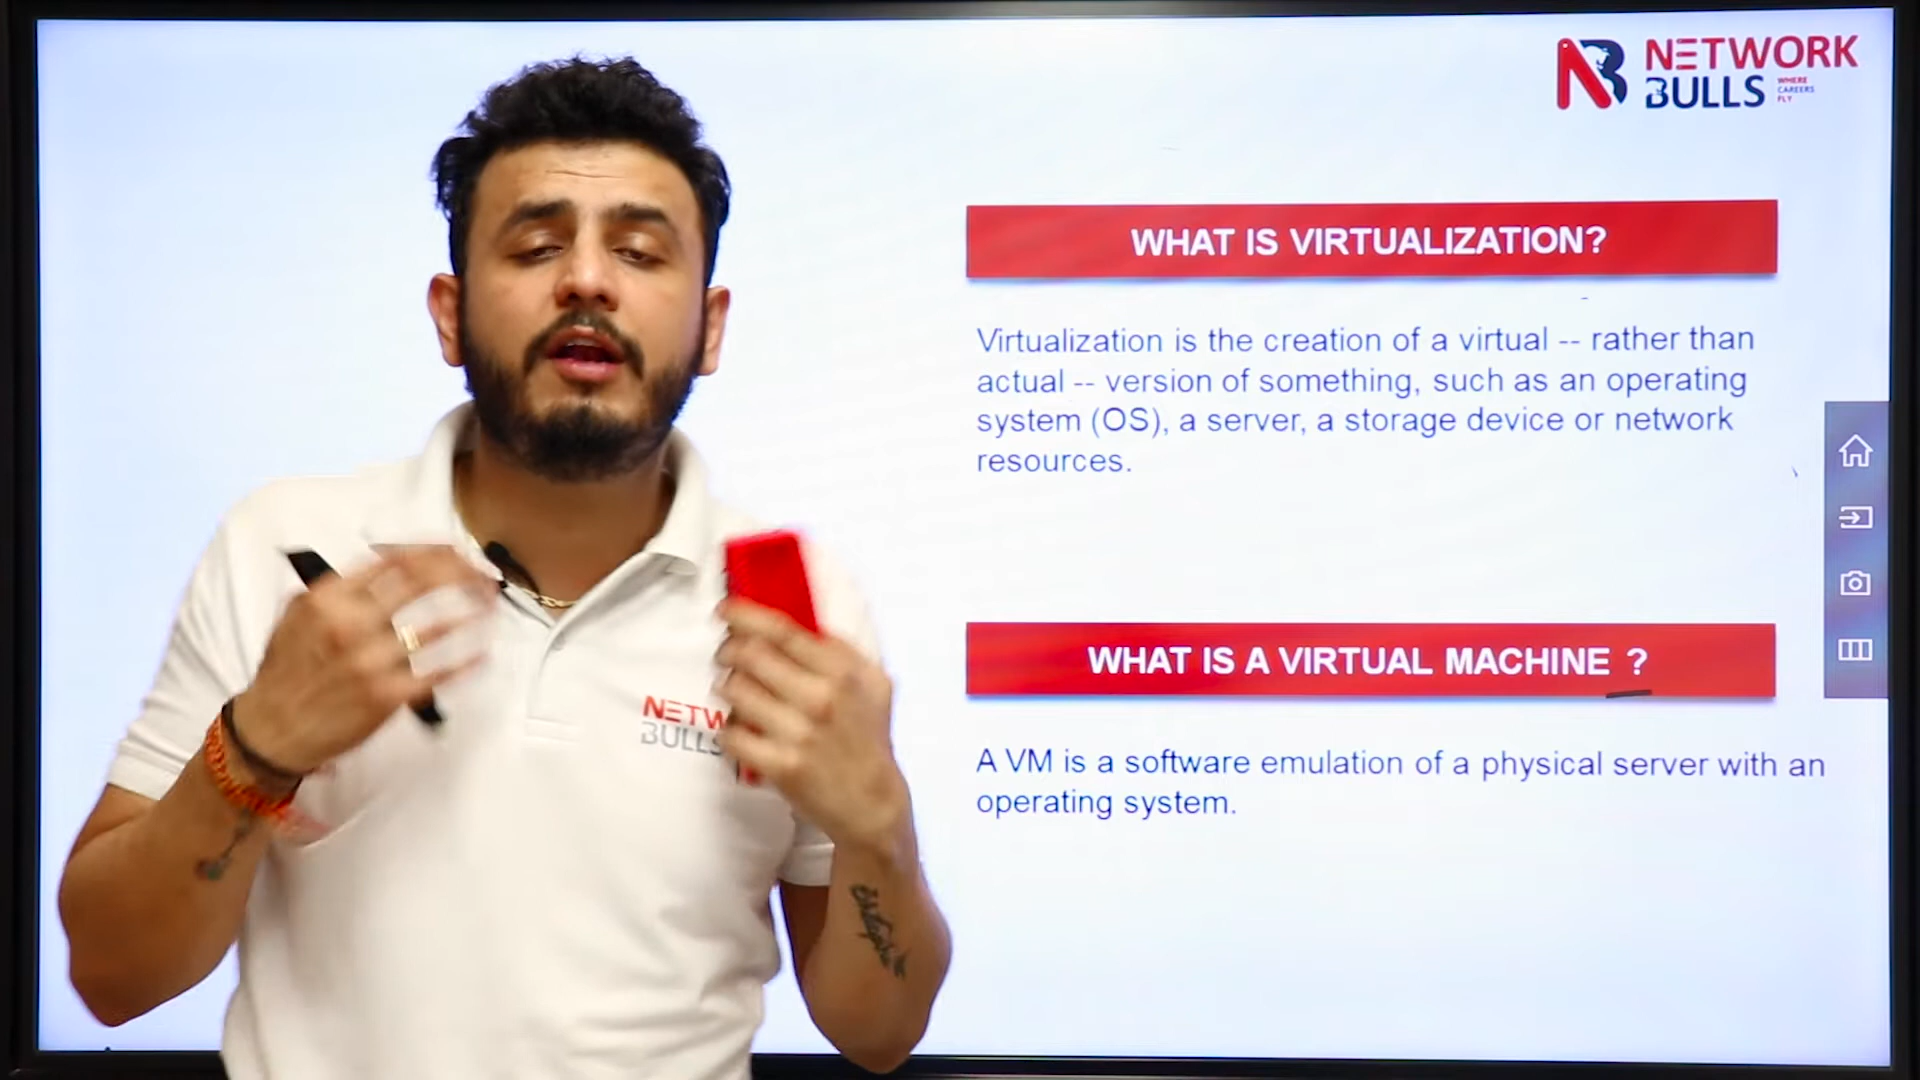 NETWORK
BULLS
WHERE
CAREERS
FLY
WHAT IS VIRTUALIZATION?
Virtualization is the creation of a virtual -- rather than
actual -- version of something, such as an operating
system (OS), a server, a storage device or network
resources.
WHAT IS A VIRTUAL MACHINE ?
A VM is a software emulation of a physical server with an
operating system.
NETW
BULLS